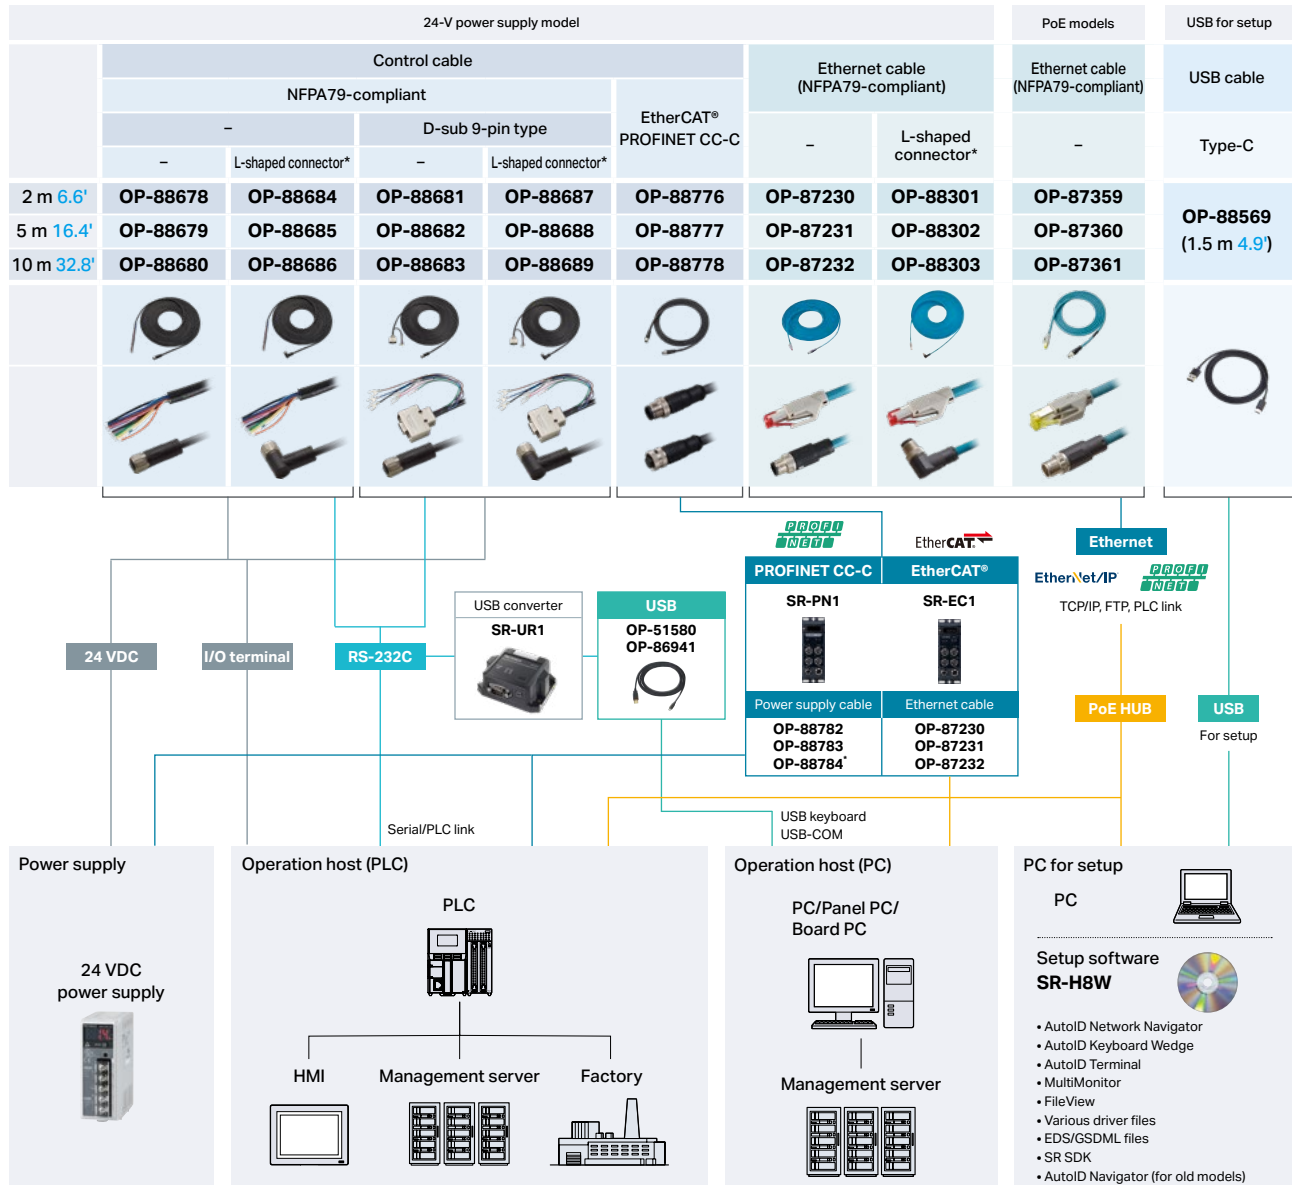 24-V power supply model
PoE models
USB for setup
Control cable
Ethernet cable
(NFPA79-compliant)
Ethernet cable
(NFPA79-compliant)
USB cable
NFPA79-compliant
EtherCAT®
PROFINET CC-C
–
D-sub 9-pin type
–
L-shaped
connector*
–
Type-C
–
L-shaped connector*
–
L-shaped connector*
2 m 6.6' OP-88678 OP-88684 OP-88681 OP-88687 OP-88776 OP-87230 OP-88301 OP-87359
5 m 16.4' OP-88679 OP-88685 OP-88682 OP-88688 OP-88777 OP-87231 OP-88302 OP-87360
10 m 32.8' OP-88680 OP-88686 OP-88683 OP-88689 OP-88778 OP-87232 OP-88303 OP-87361
OP-88569
(1.5 m 4.9')
PROFI
NET
EtherCAT
Ethernet
PROFINET CC-C
EtherCAT®
EtherNet/IP
PROFI
NET
TCP/IP, FTP, PLC link
SR-PN1
SR-EC1
USB converter
SR-UR1
USB
OP-51580
OP-86941
24 VDC
I/O terminal
RS-232C
Power supply cable
Ethernet cable
OP-88782
OP-88783
OP-88784*
OP-87230
OP-87231
OP-87232
PoE HUB
USB
For setup
Serial/PLC link
USB keyboard
USB-COM
Power supply
24 VDC
power supply
Operation host (PLC)
PLC
HMI
Management server
Factory
Operation host (PC)
PC/Panel PC/
Board PC
Management server
PC for setup
PC
Setup software
SR-H8W
• AutoID Network Navigator
• AutoID Keyboard Wedge
• AutoID Terminal
• MultiMonitor
• FileView
• Various driver files
• EDS/GSDML files
• SR SDK
• AutoID Navigator (for old models)